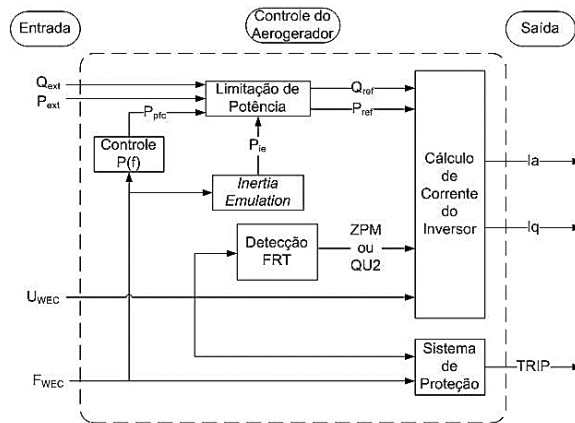 Entrada
Controle do
Aerogerador
Saída
Qext
Pext
Ppfc
Limitação de
Potência
Qref
Pref
Controle
P(f)
Pie
Inertia
Emulation
Cálculo
de
Corrente
do
Inversor
Ia
Iq
Detecção
FRT
ZPM
ou
QU2
UWEC
FWEC
Sistema
de
Proteção
TRIP